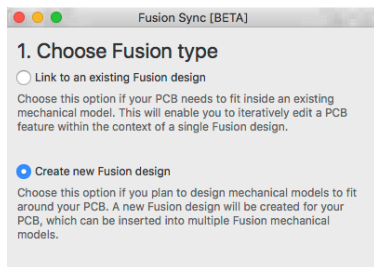 Fusion Sync [BETA]
1. Choose Fusion type
Link to an existing Fusion design
Choose this option if your PCB needs to fit inside an existing
mechanical model. This will enable you to iteratively edit a PCB
feature within the context of a single Fusion design.
Create new Fusion design
Choose this option if you plan to design mechanical models to fit
around your PCB. A new Fusion design will be created for your
PCB, which can be inserted into multiple Fusion mechanical
models.